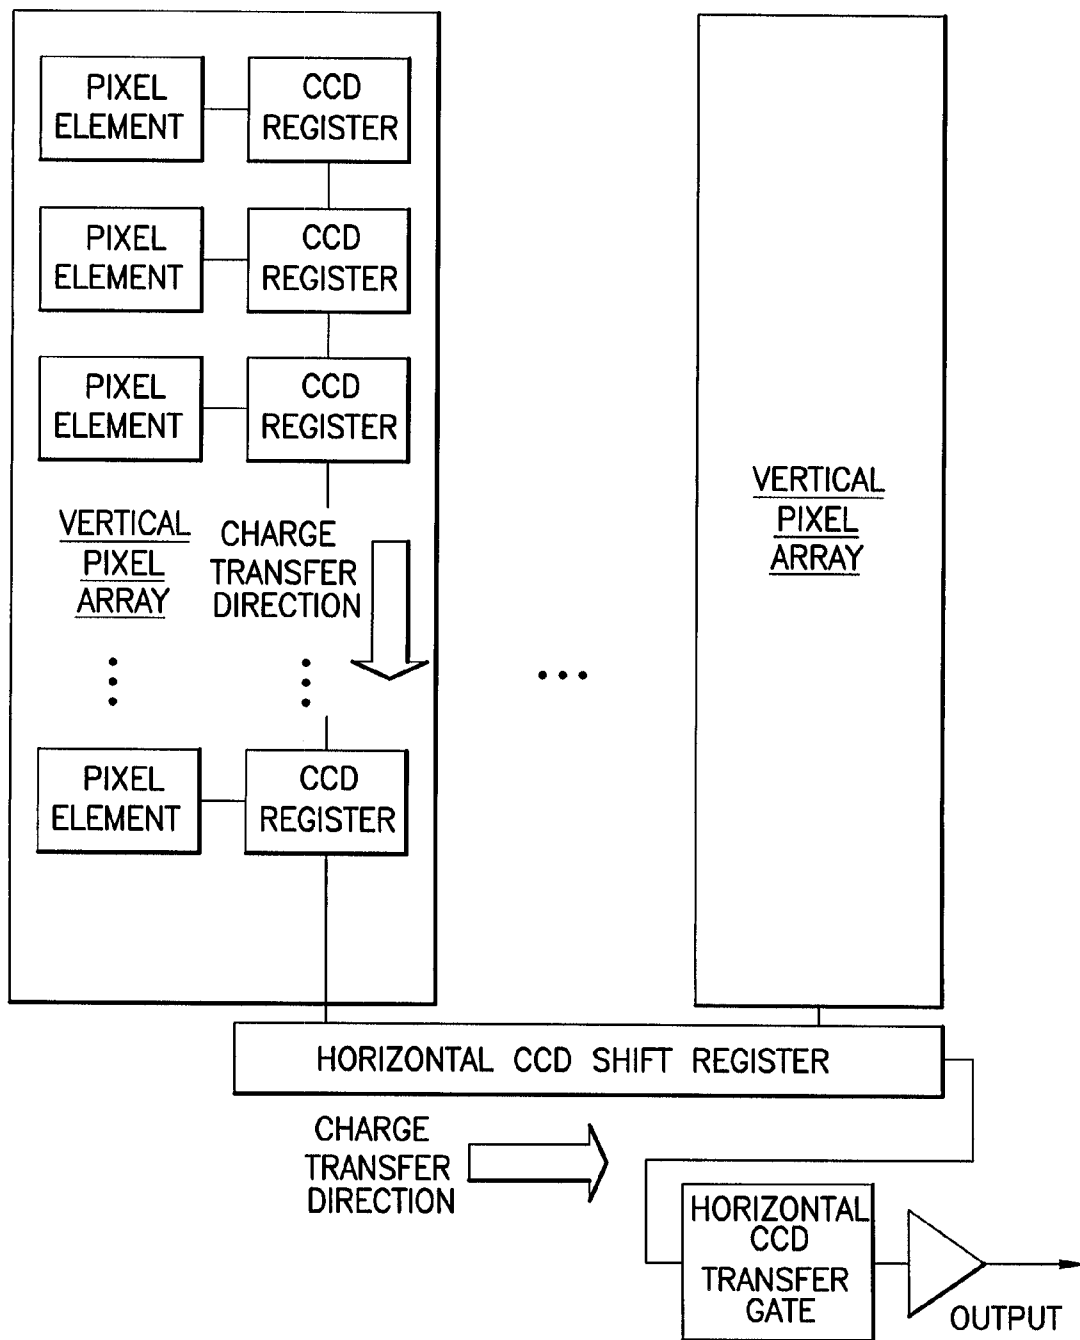 PIXEL
ELEMENT
CCD
REGISTER
PIXEL
ELEMENT
CCD
REGISTER
PIXEL
ELEMENT
CCD
REGISTER
VERTICAL
PIXEL
ARRAY
CHARGE
TRANSFER
DIRECTION
VERTICAL
PIXEL
ARRAY
PIXEL
ELEMENT
CCD
REGISTER
HORIZONTAL CCD SHIFT REGISTER
CHARGE
TRANSFER
DIRECTION
HORIZONTAL
CCD
TRANSFER
GATE
OUTPUT